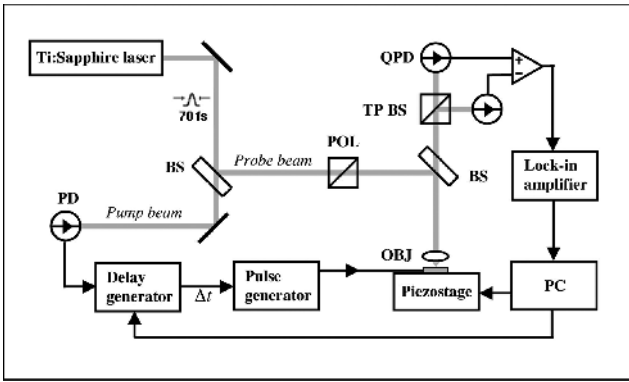 Ti:Sapphire laser
QPD
+
−
TP BS
70fs
POL
Probe beam
BS
BS
Lock-in
amplifier
PD
Pump beam
OBJ
Delay
generator
Δt
Pulse
generator
Piezostage
PC